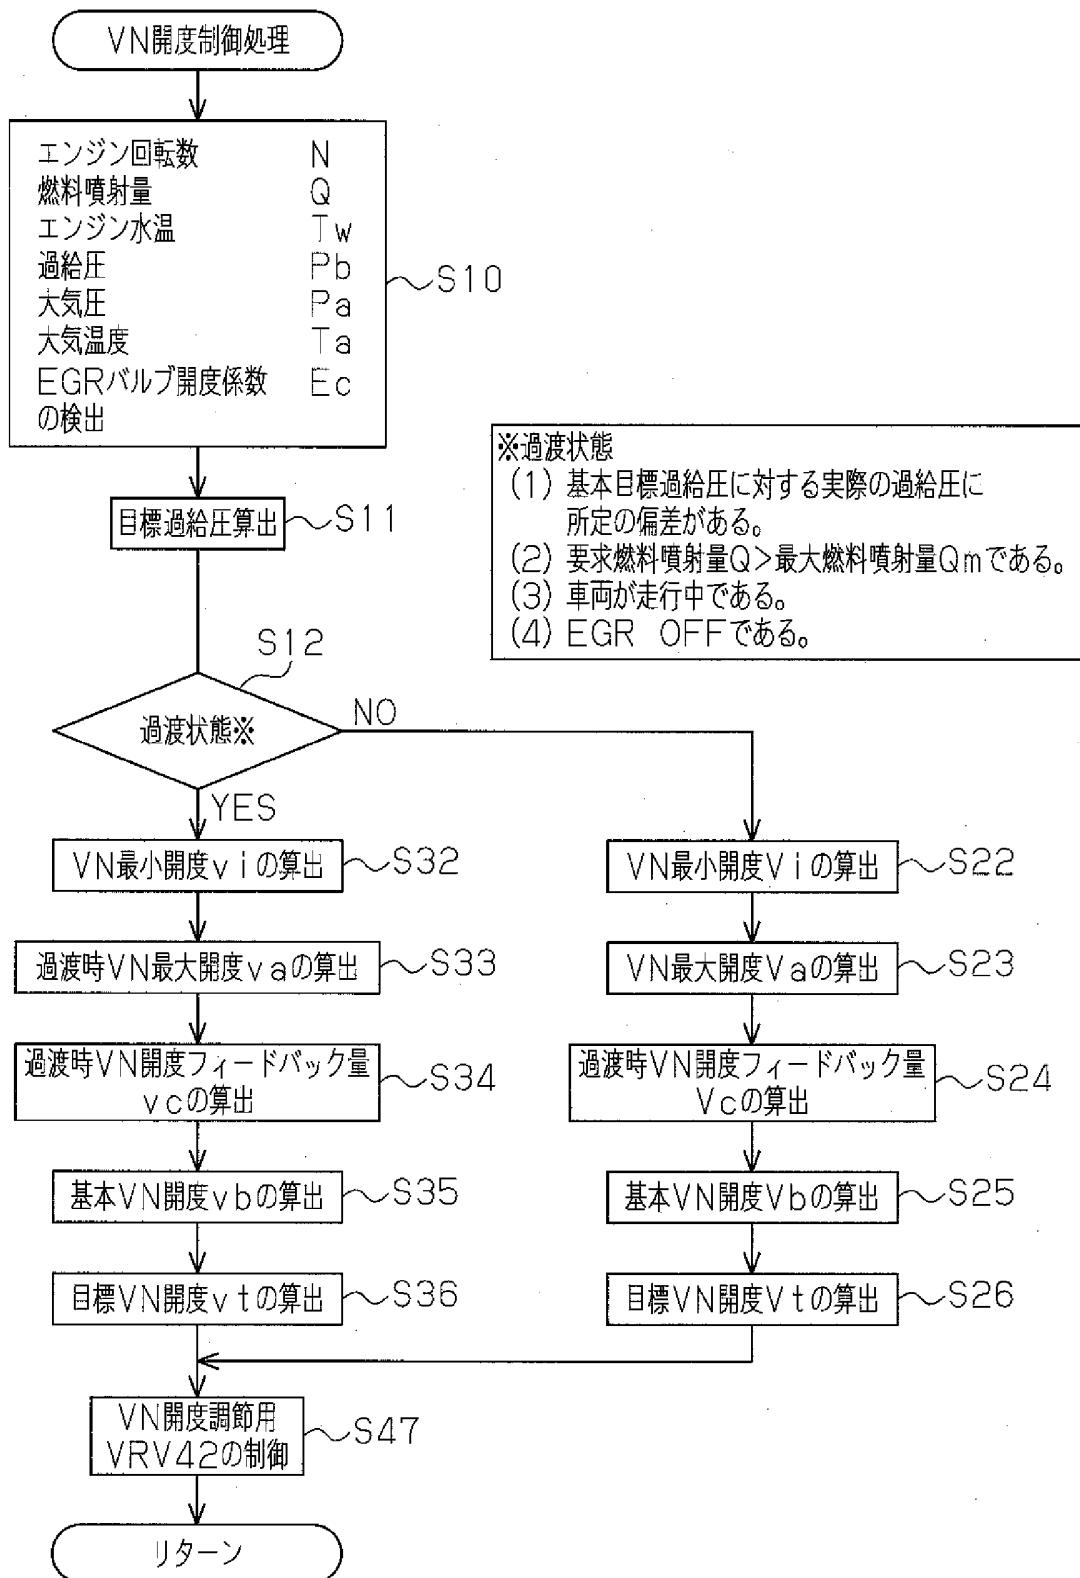 VN開度制御処理
エンジン回転数 N
燃料噴射量 Q
エンジン水温 Tw
過給圧 Pb
大気圧 Pa
大気温度 Ta
EGRバルブ開度係数 Ec
の検出
S10
※過渡状態
(1) 基本目標過給圧に対する実際の過給圧に
所定の偏差がある。
(2) 要求燃料噴射量Q>最大燃料噴射量Qmである。
(3) 車両が走行中である。
(4) EGR OFFである。
目標過給圧算出
S11
S12
過渡状態※
NO
YES
VN最小開度viの算出
S32
VN最小開度Viの算出
S22
過渡時VN最大開度vaの算出
S33
VN最大開度Vaの算出
S23
過渡時VN開度フィードバック量
vcの算出
S34
過渡時VN開度フィードバック量
Vcの算出
S24
基本VN開度vbの算出
S35
基本VN開度Vbの算出
S25
目標VN開度vtの算出
S36
目標VN開度Vtの算出
S26
VN開度調節用
VRV42の制御
S47
リターン